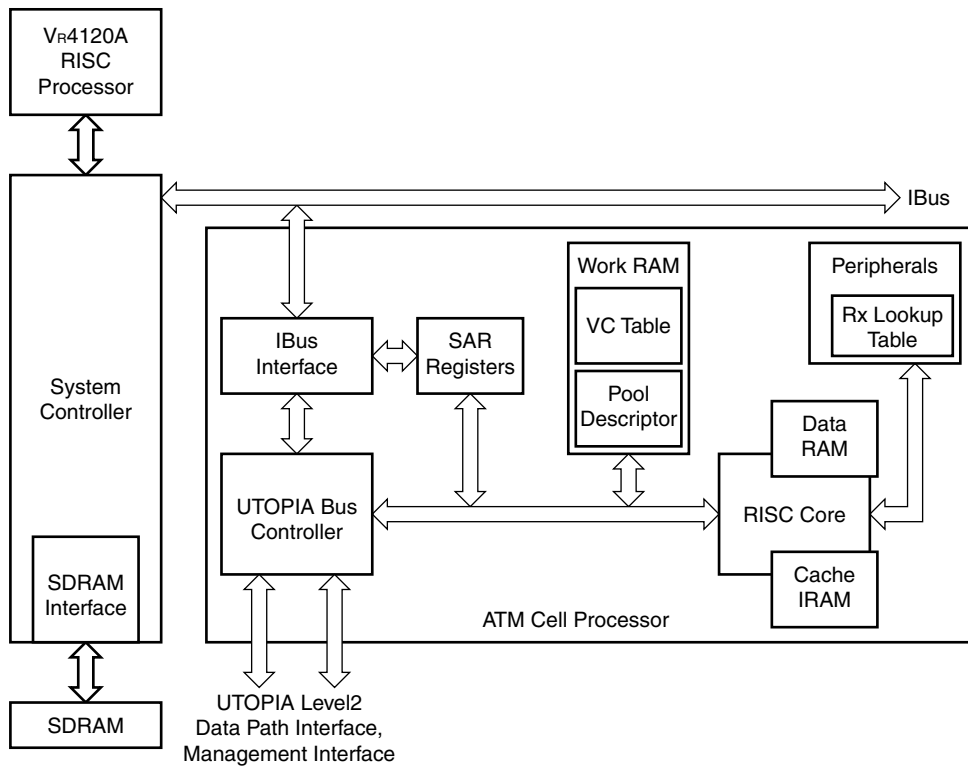 VR4120A
RISC
Processor
IBus
Work RAM
Peripherals
VC Table
Rx Lookup
Table
IBus
Interface
SAR
Registers
System
Controller
Pool
Descriptor
Data
RAM
UTOPIA Bus
Controller
RISC Core
SDRAM
Interface
Cache
IRAM
ATM Cell Processor
SDRAM
UTOPIA Level2
Data Path Interface,
Management Interface